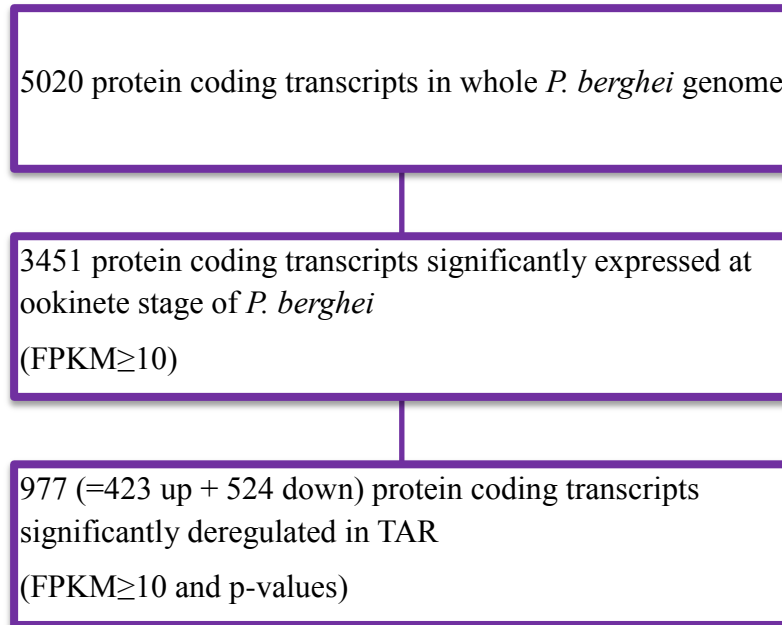 5020 protein coding transcripts in whole P. berghei genome
3451 protein coding transcripts significantly expressed at
ookinete stage of P. berghei
(FPKM≥10)
977 (=423 up + 524 down) protein coding transcripts
significantly deregulated in TAR
(FPKM≥10 and p-values)